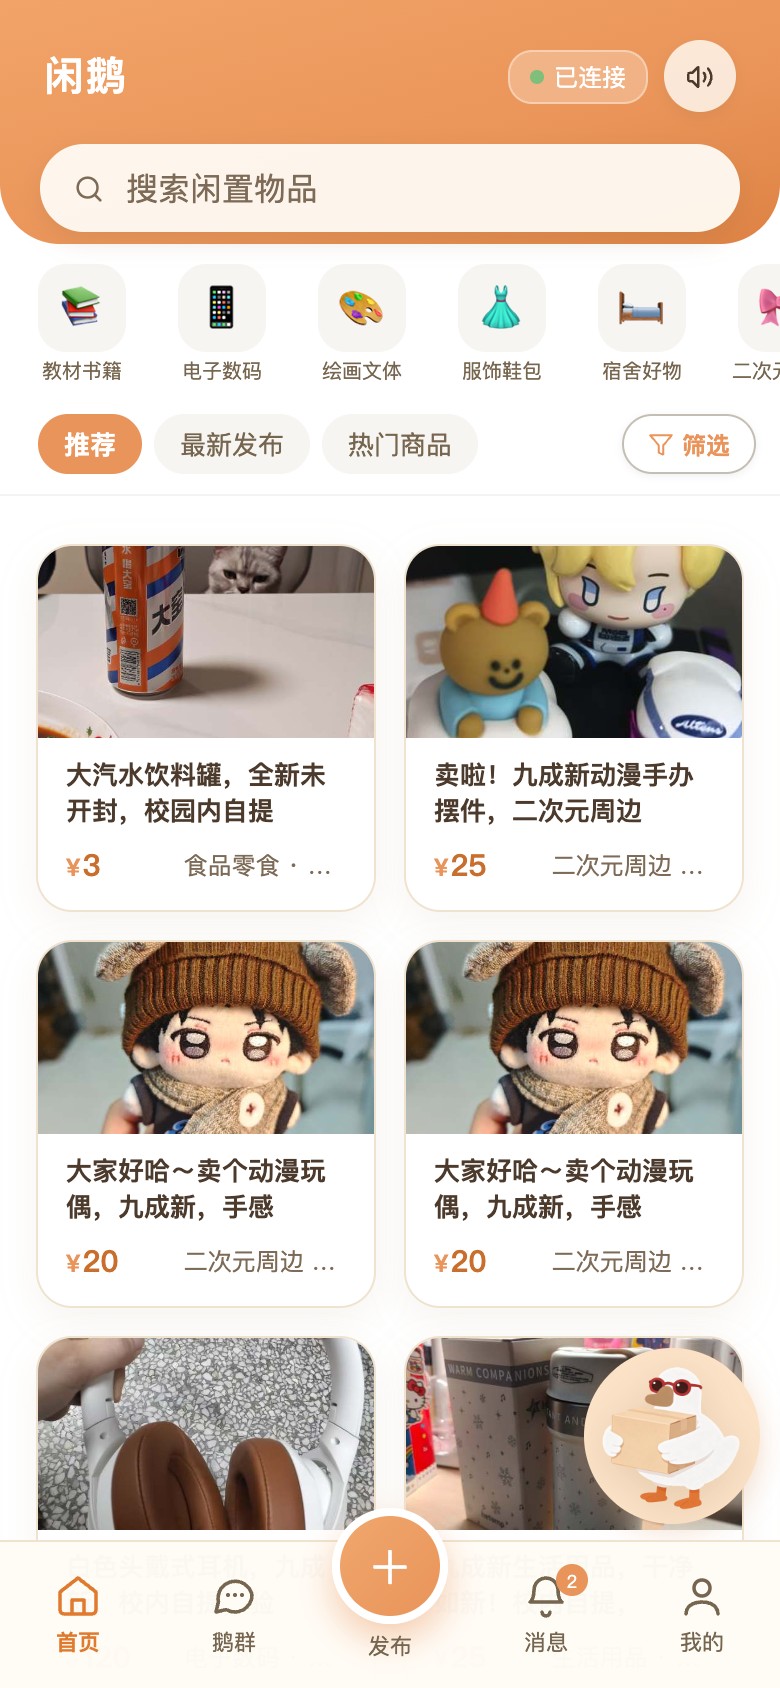 闲鹅
已连接
搜索闲置物品
教材书籍
电子数码
绘画文体
服饰鞋包
宿舍好物
二次元
推荐
最新发布
热门商品
筛选
大汽水饮料罐，全新未
开封，校园内自提
¥3
食品零食 · ...
卖啦！九成新动漫手办
摆件，二次元周边
¥25
二次元周边 ...
大家好哈～卖个动漫玩
偶，九成新，手感
¥20
二次元周边 ...
大家好哈～卖个动漫玩
偶，九成新，手感
¥20
二次元周边 ...
WARM COMPANIONS
首页
鹅群
发布
2
消息
我的